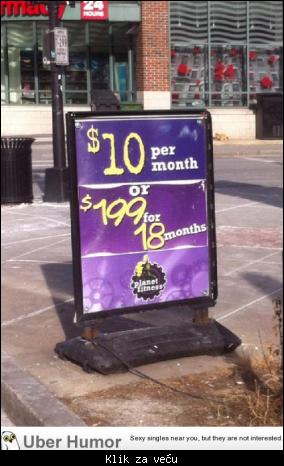 rmacy
24
HOURS
$10 per
month
or
$199 for
18 months
planet
fitness
Uber Humor
Sexy singles near you, but they are not interested.
Klik za veću